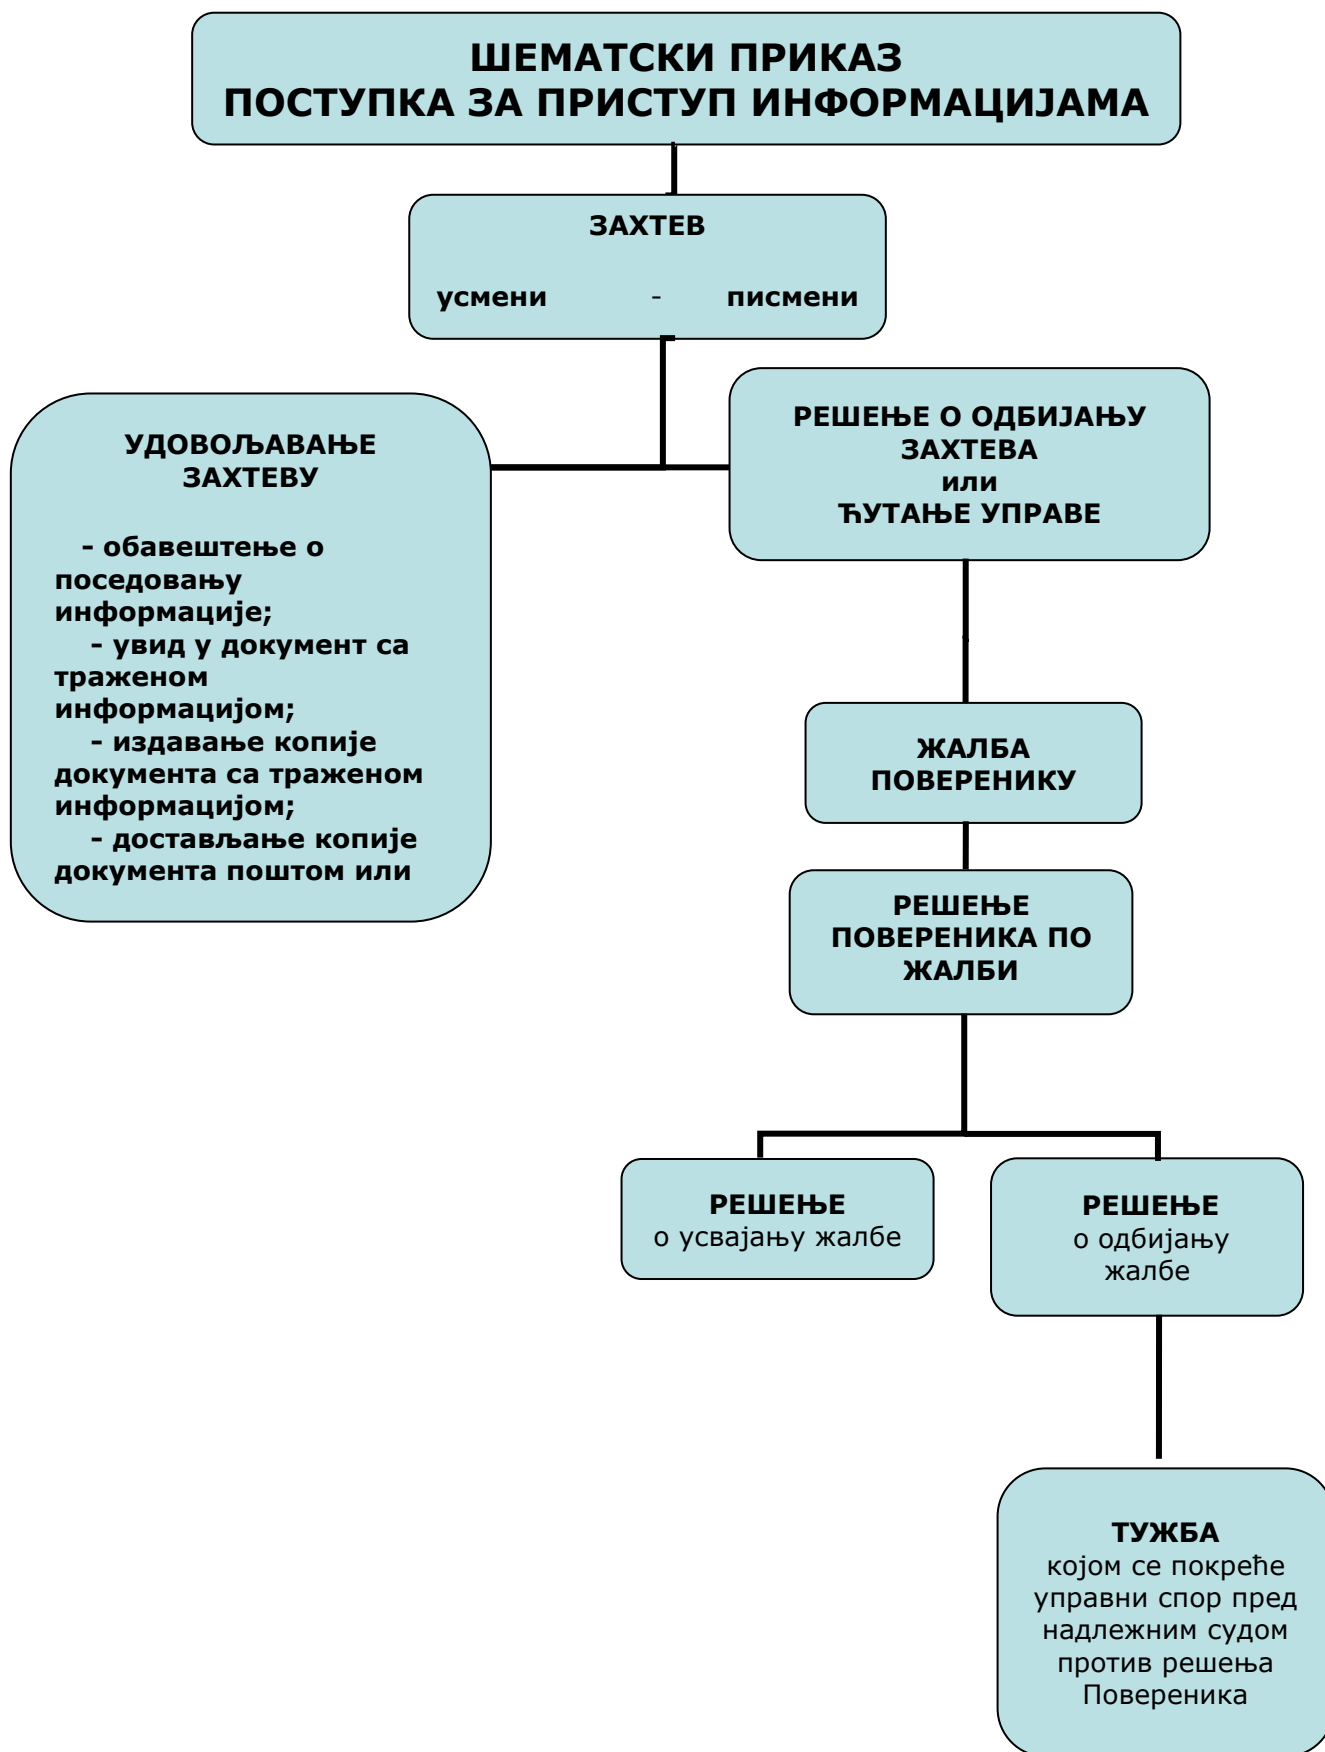 ШЕМАТСКИ ПРИКАЗ
ПОСТУПКА ЗА ПРИСТУП ИНФОРМАЦИЈАМА
ЗАХТЕВ
усмени - писмени
УДОВОЉАВАЊЕ
ЗАХТЕВУ
- обавештење о
поседовању
информације;
- увид у документ са
траженом
информацијом;
- издавање копије
документа са траженом
информацијом;
- достављање копије
документа поштом или
РЕШЕЊЕ О ОДБИЈАЊУ
ЗАХТЕВА
или
ЋУТАЊЕ УПРАВЕ
ЖАЛБА
ПОВЕРЕНИКУ
РЕШЕЊЕ
ПОВЕРЕНИКА ПО
ЖАЛБИ
РЕШЕЊЕ
о усвајању жалбе
РЕШЕЊЕ
о одбијању
жалбе
ТУЖБА
којом се покреће
управни спор пред
надлежним судом
против решења
Повереника